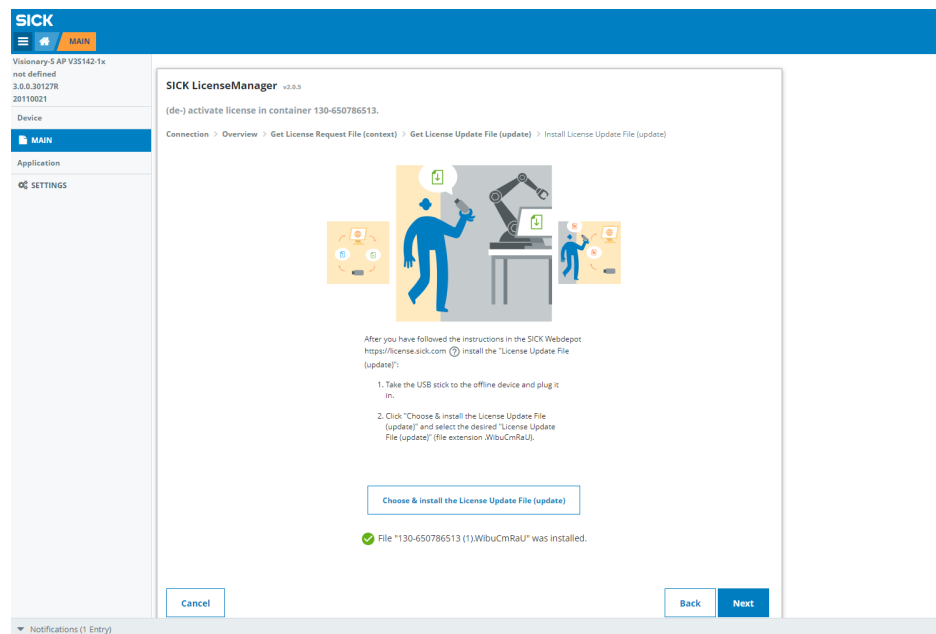 SICK
MAIN
Visionary-S AP V3S142-1x
not defined
3.0.0.30127R
20110021
Device
MAIN
Application
SETTINGS
SICK LicenseManager v2.0.5
(de-) activate license in container 130-650786513.
Connection > Overview > Get License Request File (context) > Get License Update File (update) > Install License Update File (update)
After you have followed the instructions in the SICK Webdepot
https://license.sick.com ? install the "License Update File
(update)":
1. Take the USB stick to the offline device and plug it
in.
2. Click "Choose & install the License Update File
(update)" and select the desired "License Update
File (update)" (file extension .WibuCmRaU).
Choose & install the License Update File (update)
File "130-650786513 (1).WibuCmRaU" was installed.
Cancel
Back
Next
Notifications (1 Entry)